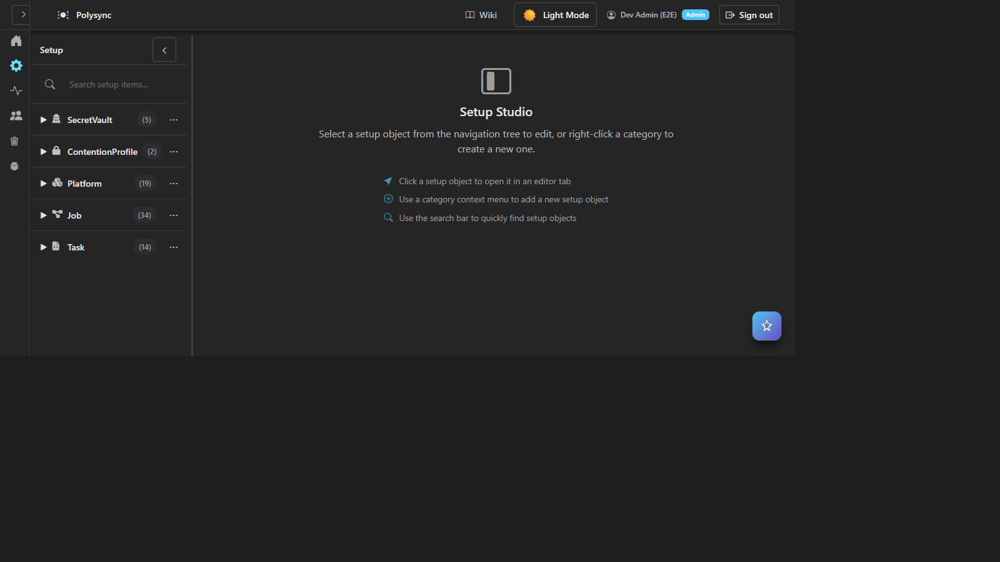 Polysync
Wiki
Light Mode
Dev Admin (E2E)
Admin
Sign out
Setup
Search setup items...
SecretVault (5)
ContentionProfile (2)
Platform (19)
Job (34)
Task (14)
Setup Studio
Select a setup object from the navigation tree to edit, or right-click a category to
create a new one.
Click a setup object to open it in an editor tab
Use a category context menu to add a new setup object
Use the search bar to quickly find setup objects